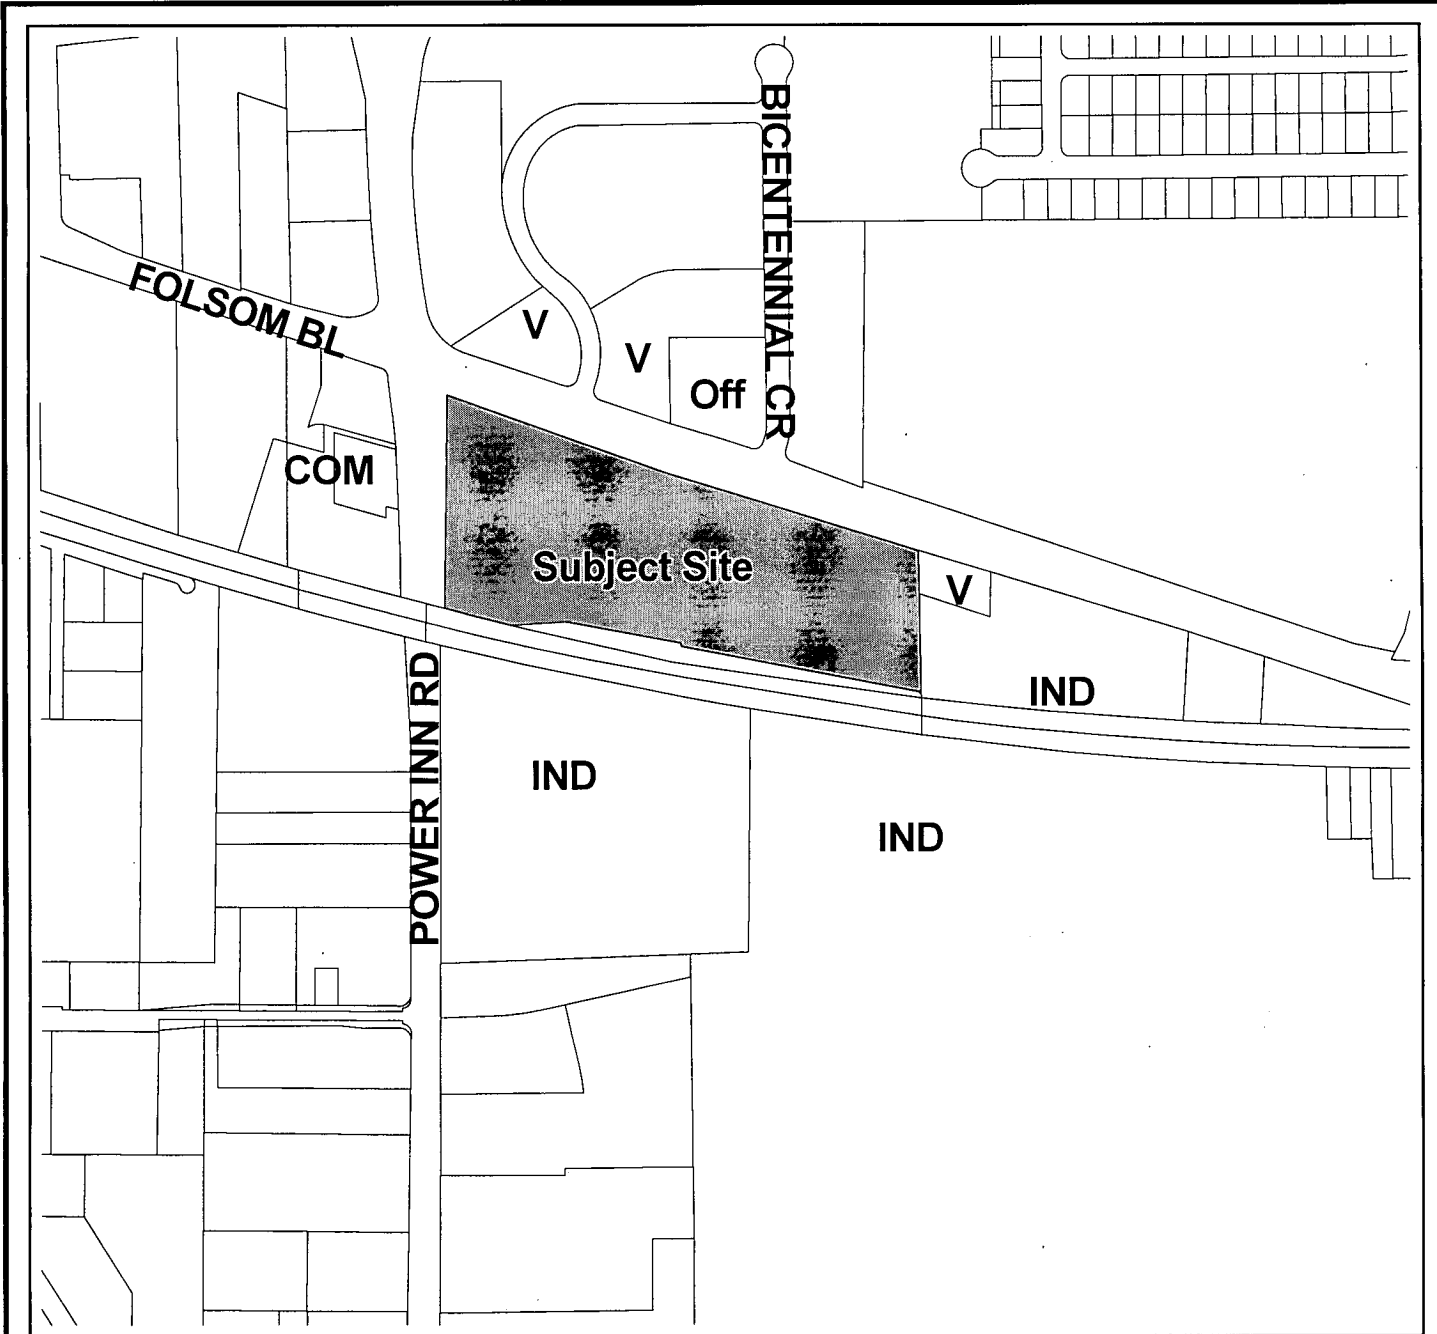 BICENTENNIAL CR
FOLSOM BL
V
V
Off
COM
Subject Site
V
IND
POWER INN RD
IND
IND